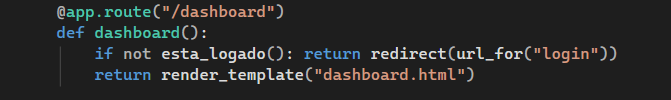 @app.route("/dashboard")
def dashboard():
    if not esta_logado(): return redirect(url_for("login"))
    return render_template("dashboard.html")